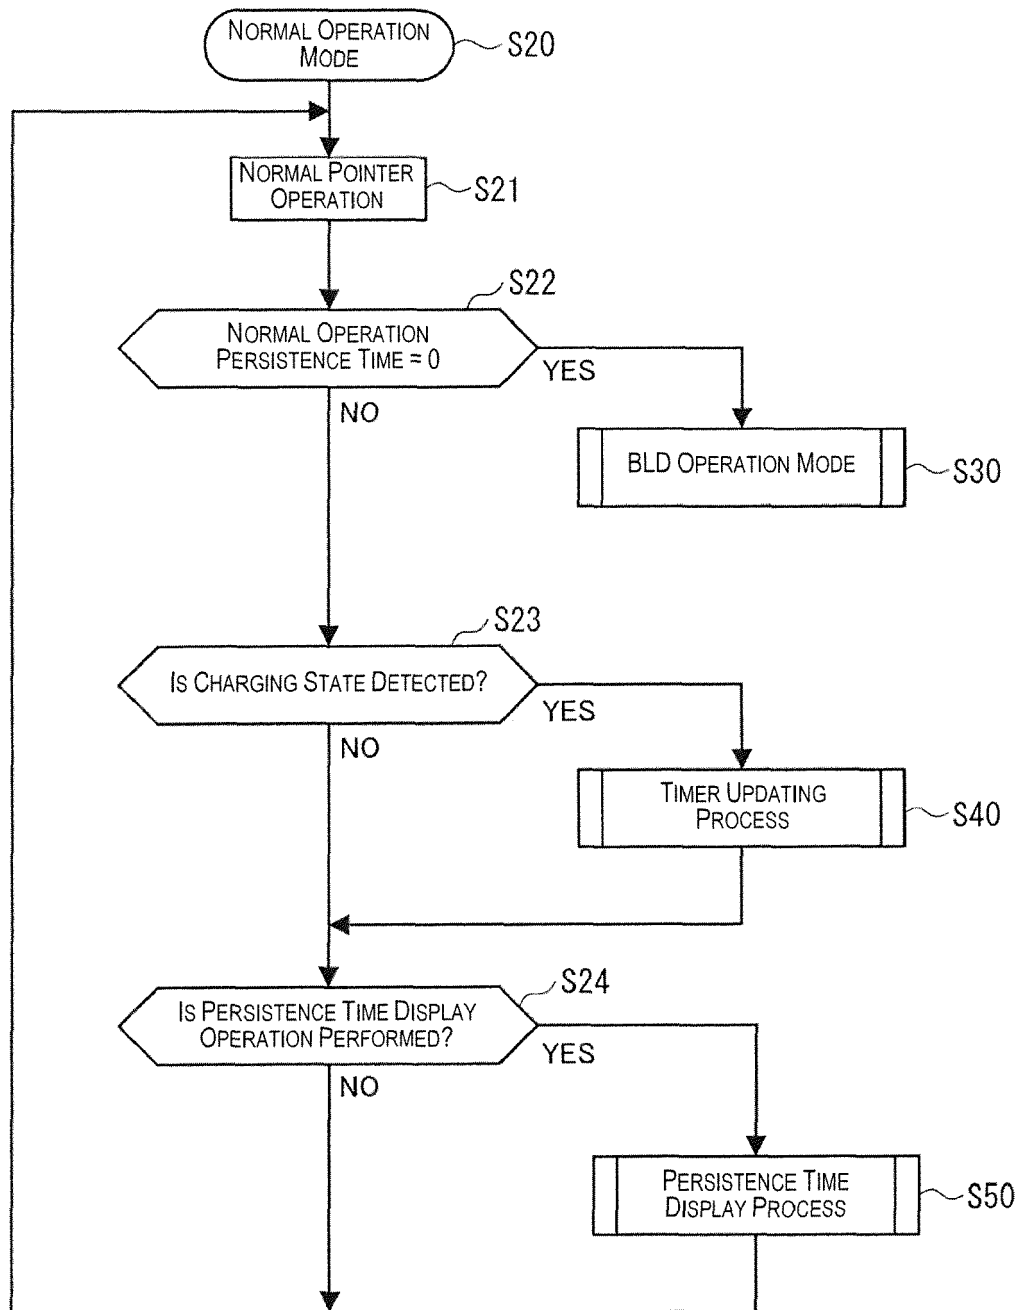 NORMAL OPERATION
MODE
S20
NORMAL POINTER
OPERATION
S21
S22
NORMAL OPERATION
PERSISTENCE TIME = 0
YES
NO
BLD OPERATION MODE
S30
S23
IS CHARGING STATE DETECTED?
YES
NO
TIMER UPDATING
PROCESS
S40
S24
IS PERSISTENCE TIME DISPLAY
OPERATION PERFORMED?
YES
NO
PERSISTENCE TIME
DISPLAY PROCESS
S50